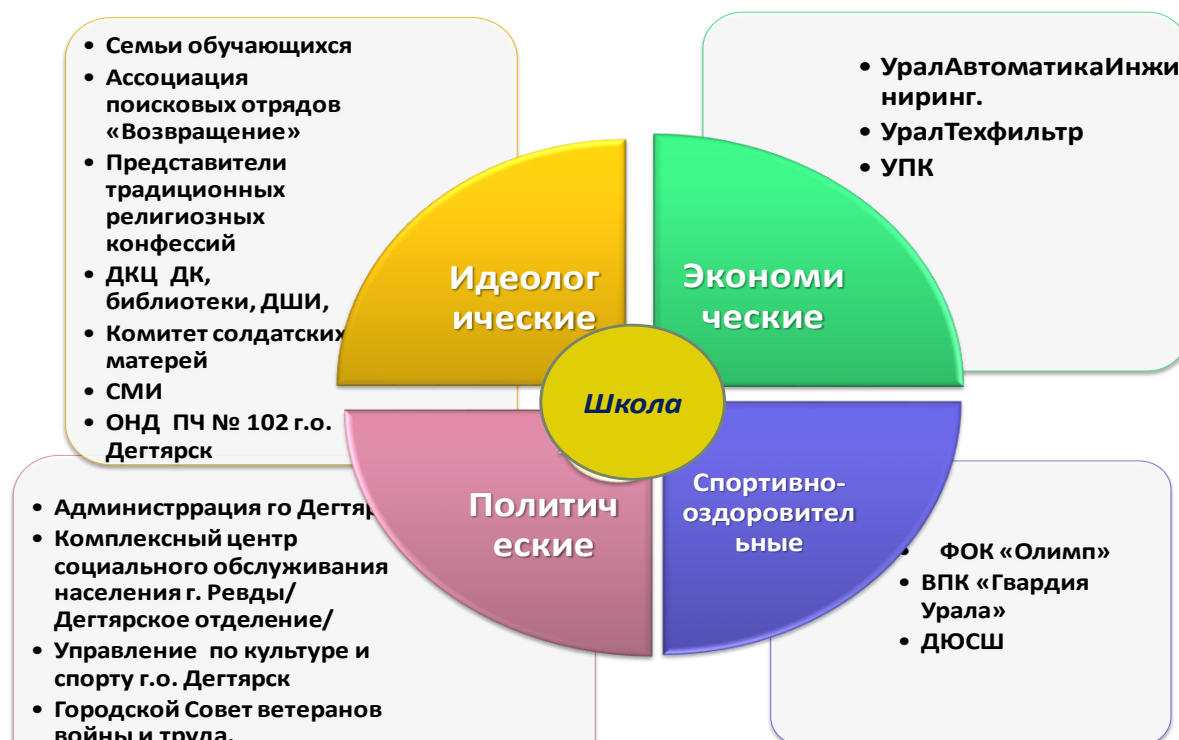 • Семьи обучающихся
• Ассоциация
поисковых отрядов
«Возвращение»
• Представители
традиционных
религиозных
конфессий
• ДКЦ ДК,
библиотеки, ДШИ,
• Комитет солдатских
матерей
• СМИ
• ОНД ПЧ № 102 г.о.
Дегтярск
• УралАвтоматикаИнжи
ниринг.
• УралТехфильтр
• УПК
Идеолог
ические
Экономи
ческие
Школа
Политич
еские
Спортивно-
оздоровител
ьные
• Администррация го
• Комплексный центр
социального обслуживания
населения г. Ревды/
Дегтярское отделение/
• Управление по культуре и
спорту г.о. Дегтярск
• Городской Совет ветеранов
войны и труда.
• ФОК «Олимп»
• ВПК «Гвардия
Урала»
• ДЮСШ